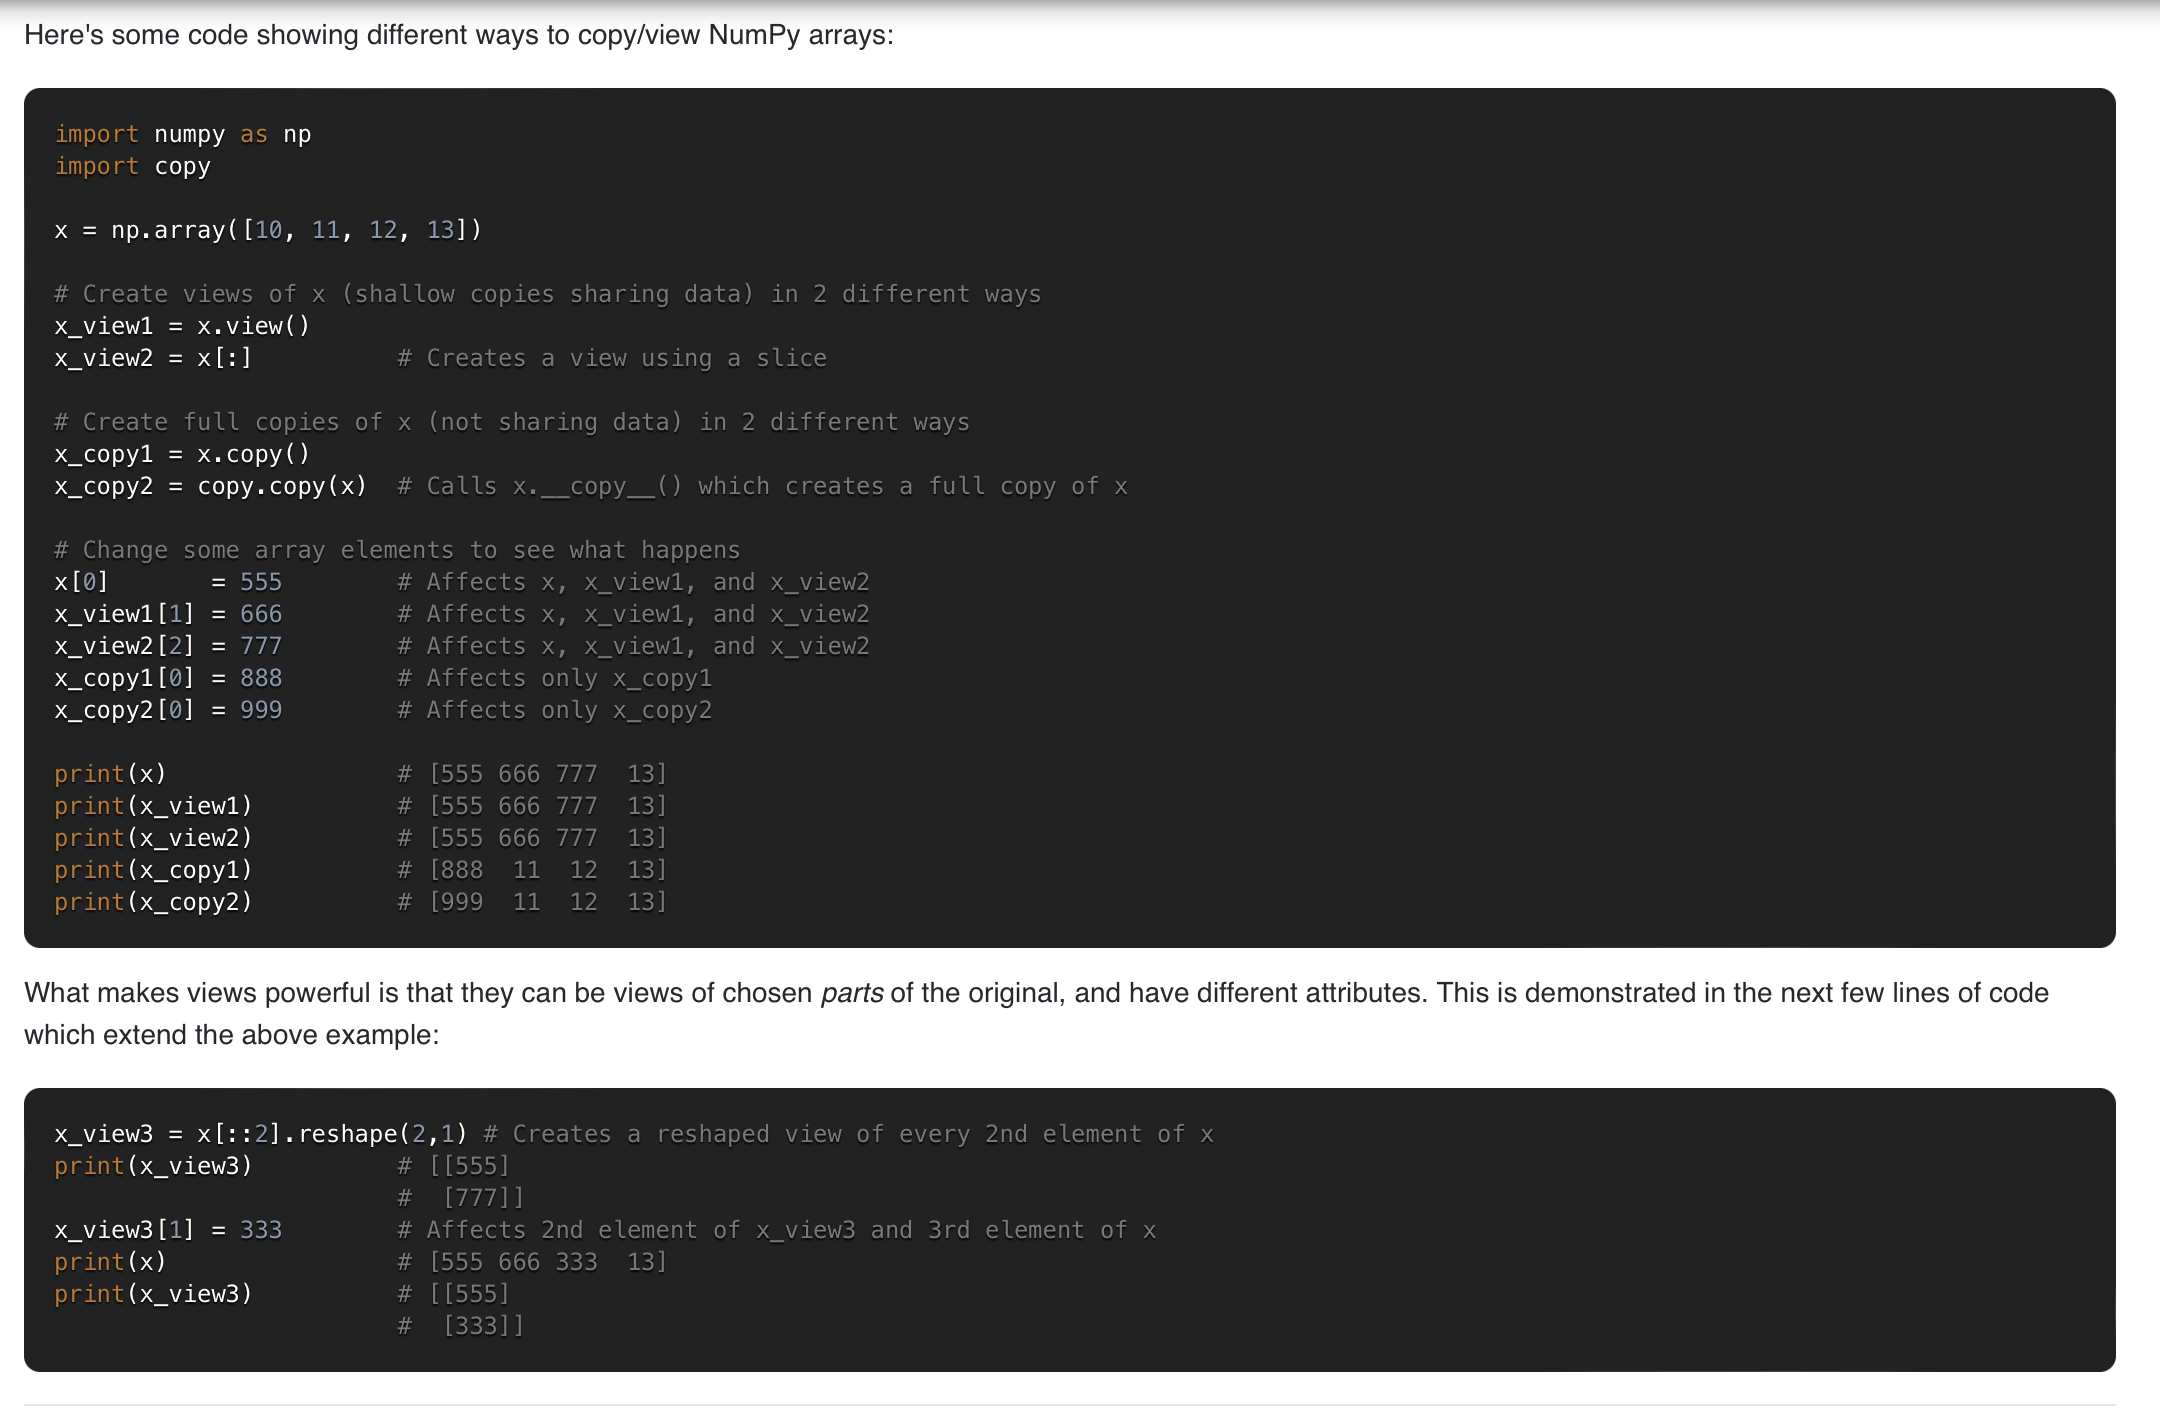 Here's some code showing different ways to copy/view NumPy arrays:
import numpy as np
import copy
x = np.array([10, 11, 12, 13])
# Create views of x (shallow copies sharing data) in 2 different ways
x_view1 = x.view()
x_view2 = x[:]          # Creates a view using a slice
# Create full copies of x (not sharing data) in 2 different ways
x_copy1 = x.copy()
x_copy2 = copy.copy(x)  # Calls x.__copy__() which creates a full copy of x
# Change some array elements to see what happens
x[0]       = 555        # Affects x, x_view1, and x_view2
x_view1[1] = 666        # Affects x, x_view1, and x_view2
x_view2[2] = 777        # Affects x, x_view1, and x_view2
x_copy1[0] = 888        # Affects only x_copy1
x_copy2[0] = 999        # Affects only x_copy2
print(x)                # [555 666 777  13]
print(x_view1)          # [555 666 777  13]
print(x_view2)          # [555 666 777  13]
print(x_copy1)          # [888  11  12  13]
print(x_copy2)          # [999  11  12  13]
What makes views powerful is that they can be views of chosen parts of the original, and have different attributes. This is demonstrated in the next few lines of code
which extend the above example:
x_view3 = x[::2].reshape(2,1) # Creates a reshaped view of every 2nd element of x
print(x_view3)          # [[555]
                        #  [777]]
x_view3[1] = 333        # Affects 2nd element of x_view3 and 3rd element of x
print(x)                # [555 666 333  13]
print(x_view3)          # [[555]
                        #  [333]]